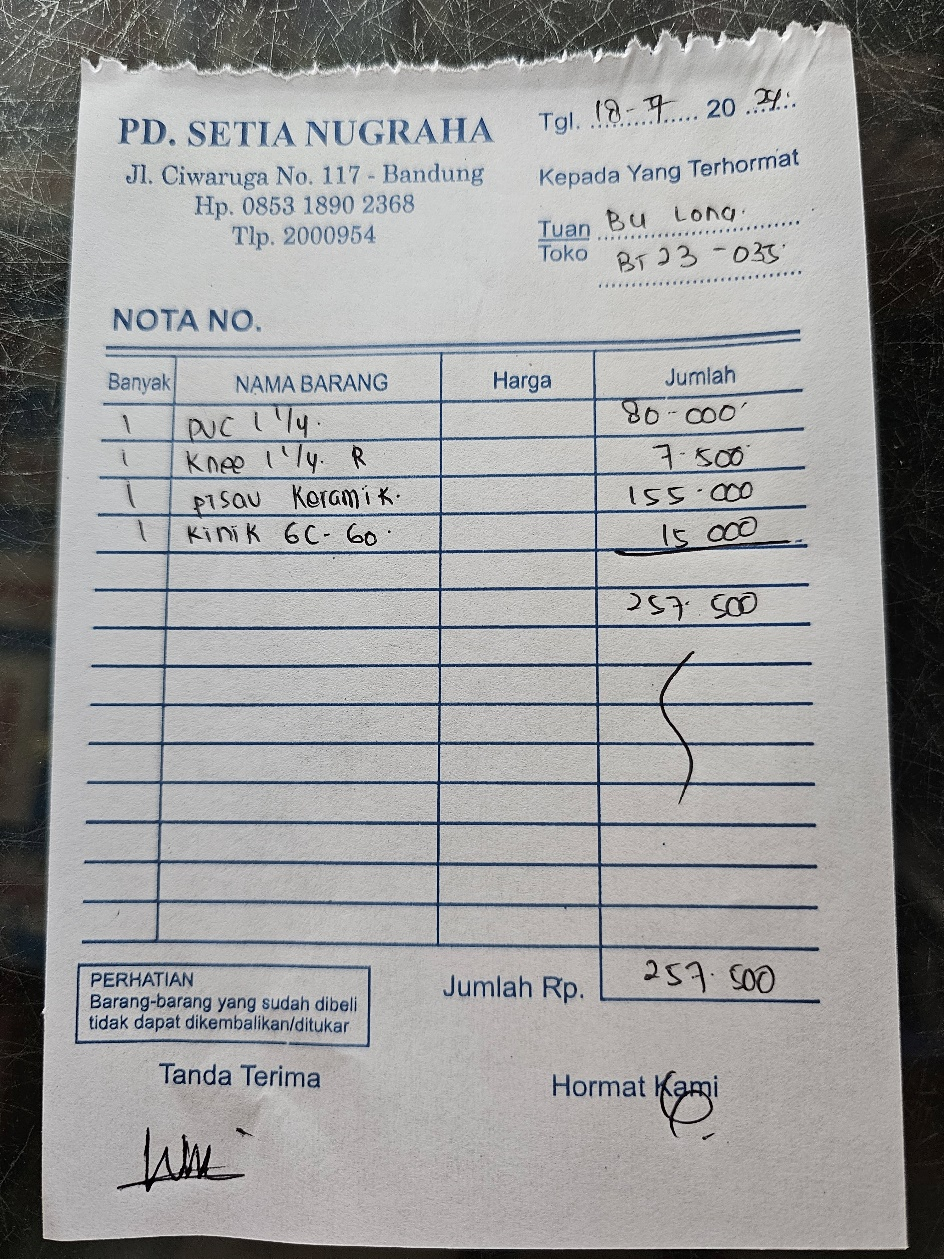 PD. SETIA NUGRAHA
Jl. Ciwaruga No. 117 - Bandung
Hp. 0853 1890 2368
Tlp. 2000954
Tgl. 18 - 7 20 24
Kepada Yang Terhormat
Tuan BU Lona.
Toko BT 23 - 035
NOTA NO.
Banyak NAMA BARANG Harga Jumlah
1 PVC 1 1/4. 80.000
1 Knee 1 1/4. R 7.500
1 PISAU Keramik. 155.000
1 KiniK GC-60. 15 000
257.500
PERHATIAN
Barang-barang yang sudah dibeli
tidak dapat dikembalikan/ditukar
Jumlah Rp. 257.500
Tanda Terima
Hormat Kami